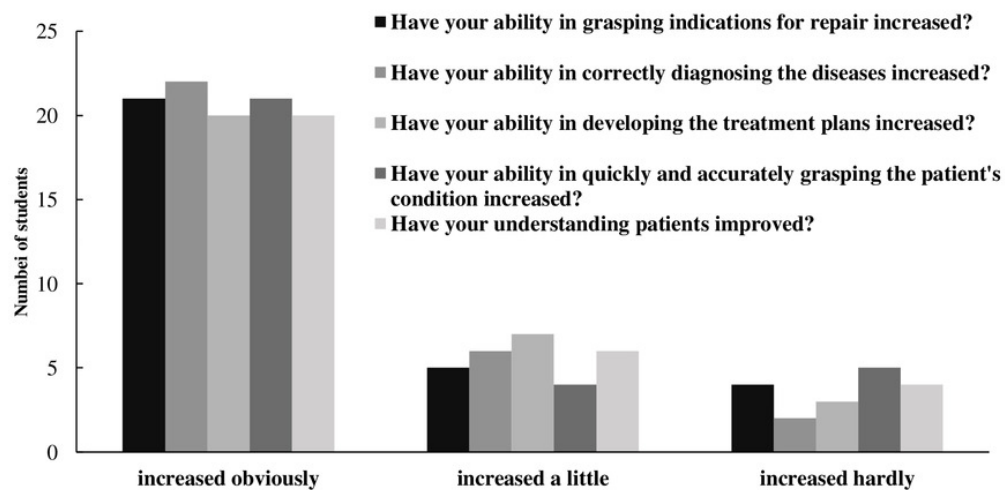 25
20
15
10
5
0
Numbei of students
Have your ability in grasping indications for repair increased?
Have your ability in correctly diagnosing the diseases increased?
Have your ability in developing the treatment plans increased?
Have your ability in quickly and accurately grasping the patient's
condition increased?
Have your understanding patients improved?
increased obviously
increased a little
increased hardly